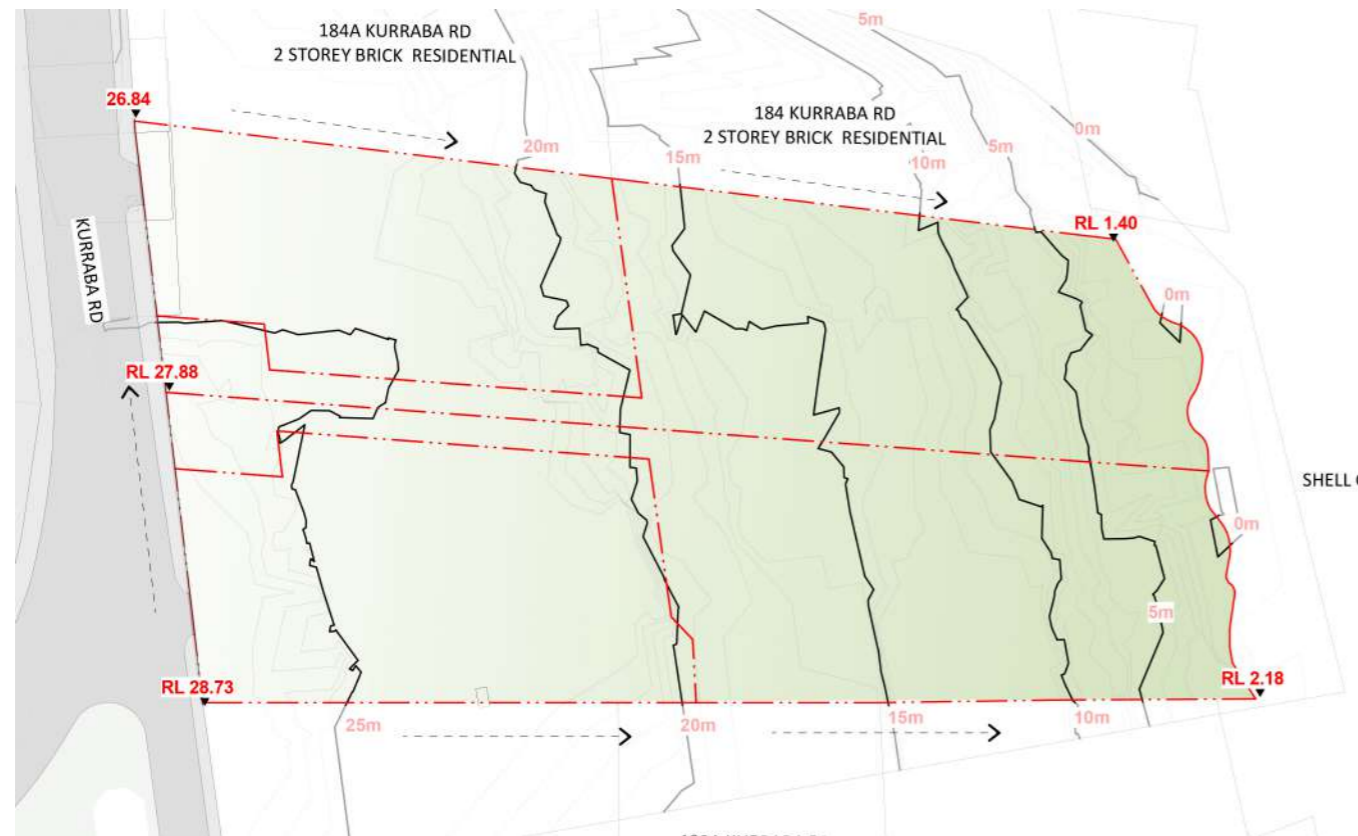 184A KURRABA RD
2 STOREY BRICK RESIDENTIAL
5m
26.84
184 KURRABA RD
2 STOREY BRICK RESIDENTIAL
0m
20m
15m
10m
5m
RL 1.40
KURRABA RD
0m
RL 27.88
SHELL
0m
5m
RL 28.73
RL 2.18
25m
20m
15m
10m